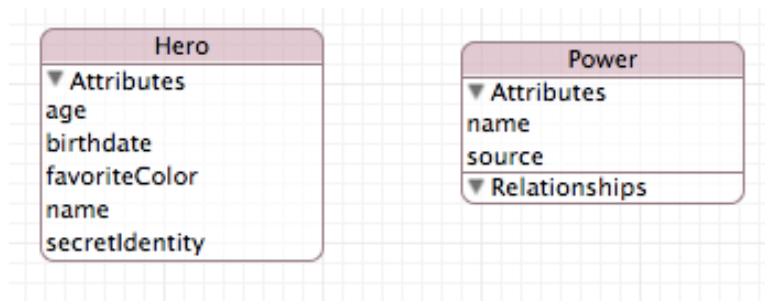 Hero
Attributes
age
birthdate
favoriteColor
name
secretIdentity
Power
Attributes
name
source
Relationships